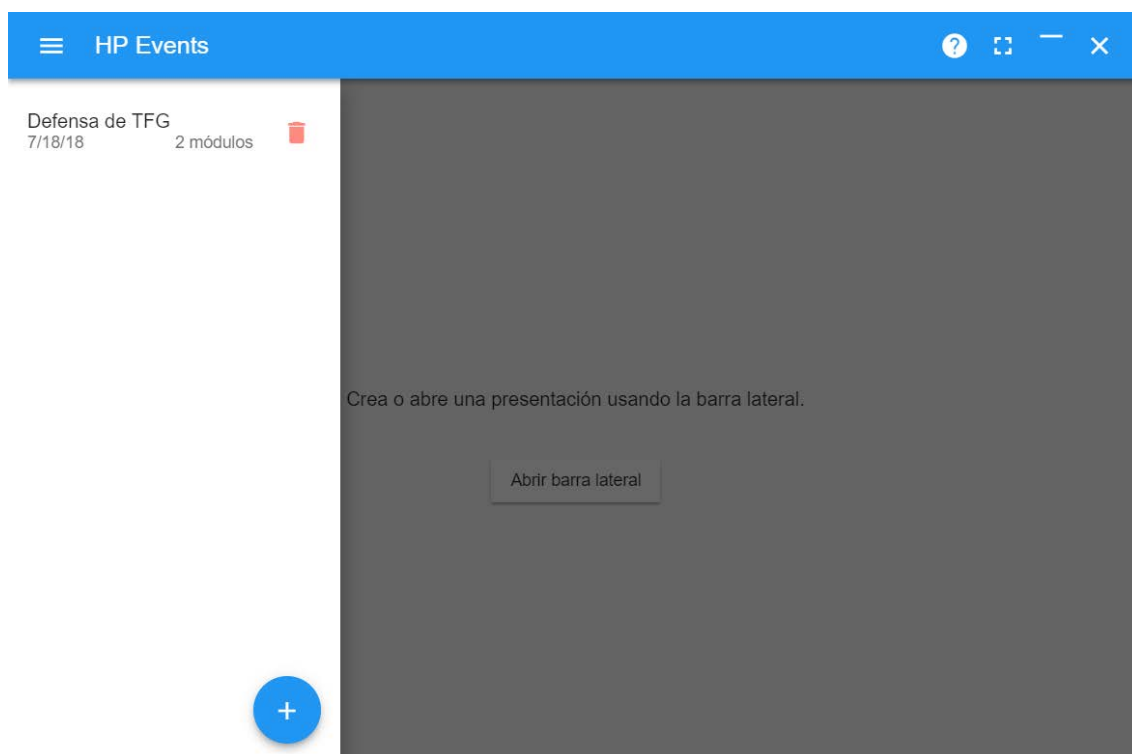 HP Events
Defensa de TFG
7/18/18 2 módulos
Crea o abre una presentación usando la barra lateral.
Abrir barra lateral